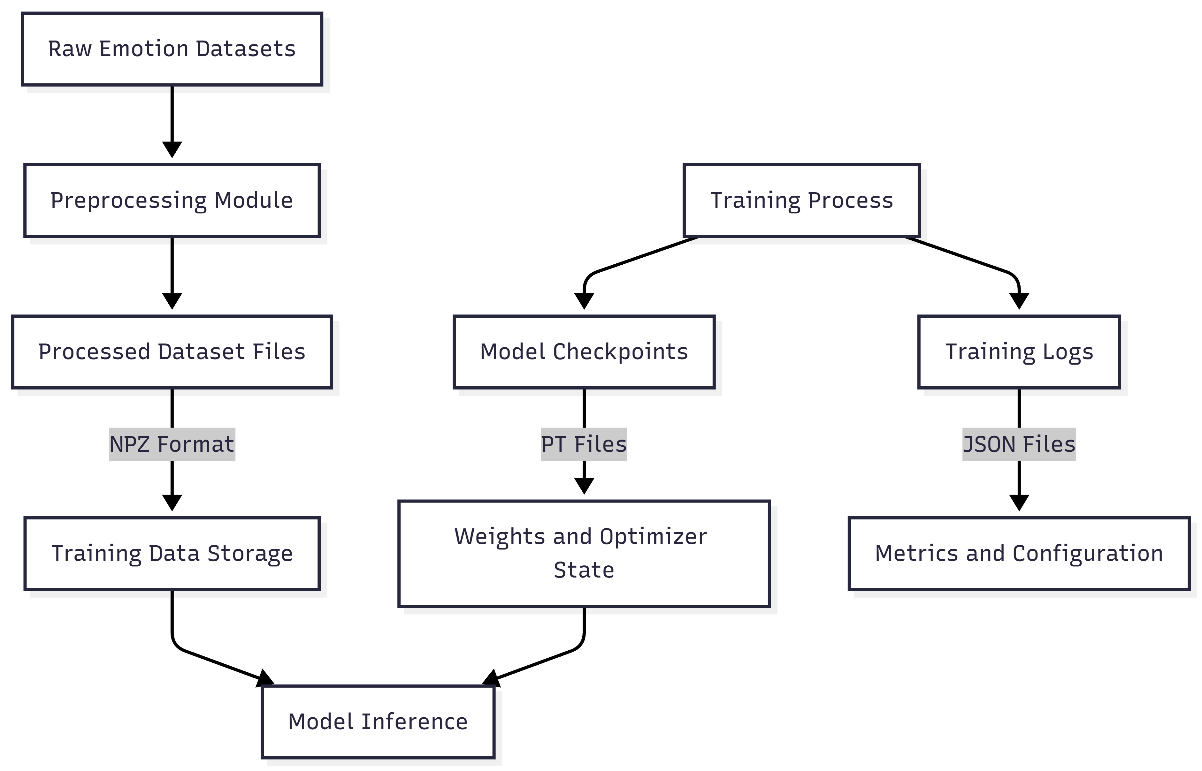 Raw Emotion Datasets
Preprocessing Module
Training Process
Processed Dataset Files
Model Checkpoints
Training Logs
NPZ Format
PT Files
JSON Files
Training Data Storage
Weights and Optimizer
State
Metrics and Configuration
Model Inference